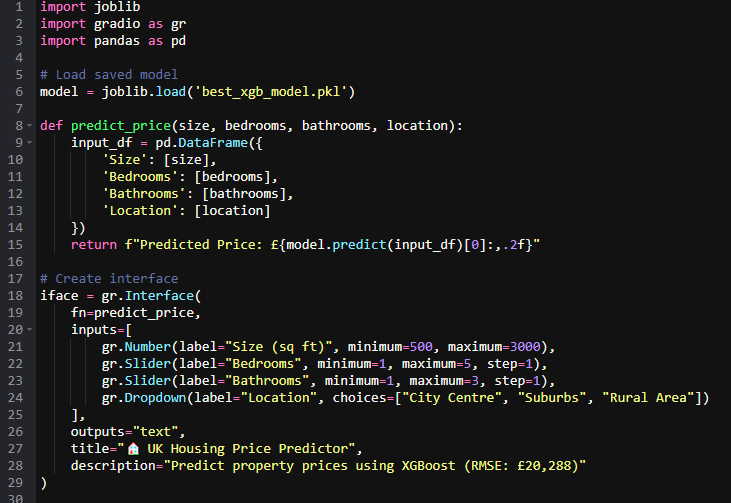 1 import joblib
2 import gradio as gr
3 import pandas as pd
4
5 # Load saved model
6 model = joblib.load('best_xgb_model.pkl')
7
8 def predict_price(size, bedrooms, bathrooms, location):
9     input_df = pd.DataFrame({
10         'Size': [size],
11         'Bedrooms': [bedrooms],
12         'Bathrooms': [bathrooms],
13         'Location': [location]
14     })
15     return f"Predicted Price: £{model.predict(input_df)[0]:,.2f}"
16
17 # Create interface
18 iface = gr.Interface(
19     fn=predict_price,
20     inputs=[
21         gr.Number(label="Size (sq ft)", minimum=500, maximum=3000),
22         gr.Slider(label="Bedrooms", minimum=1, maximum=5, step=1),
23         gr.Slider(label="Bathrooms", minimum=1, maximum=3, step=1),
24         gr.Dropdown(label="Location", choices=["City Centre", "Suburbs", "Rural Area"])
25     ],
26     outputs="text",
27     title="🏠 UK Housing Price Predictor",
28     description="Predict property prices using XGBoost (RMSE: £20,288)"
29 )
30